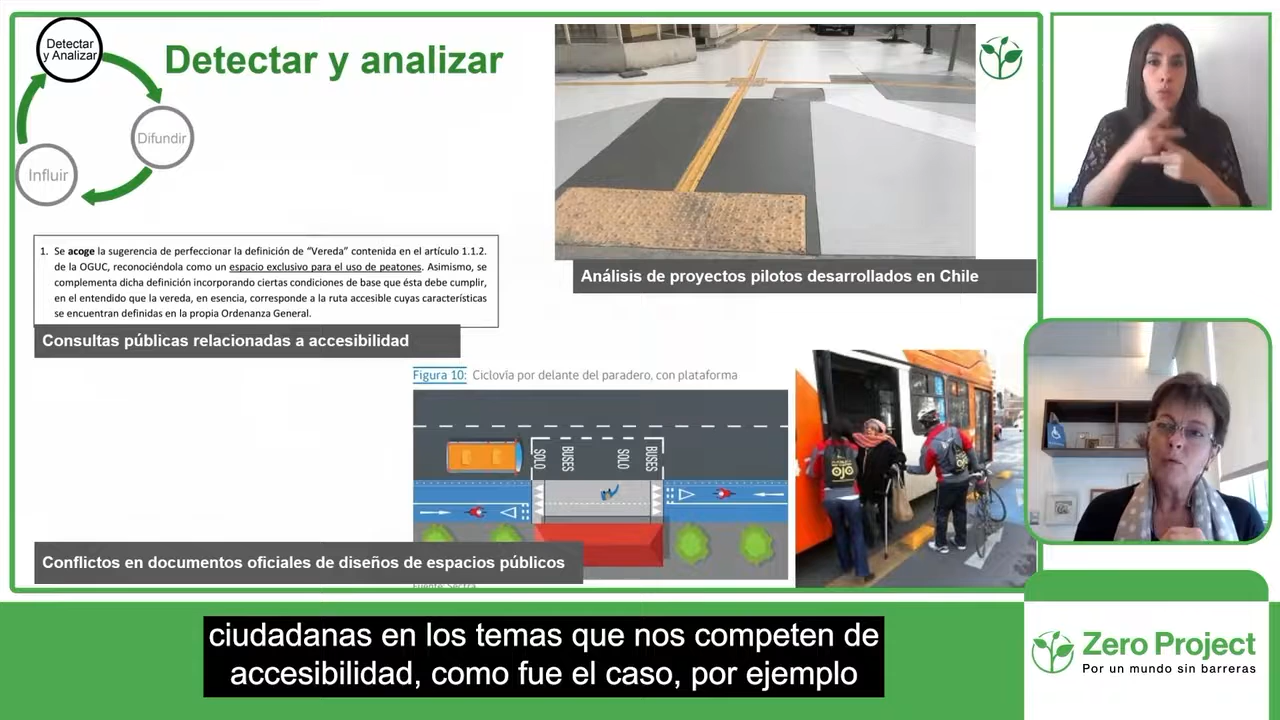 Detectar
y Analizar
Difundir
Influir
Detectar y analizar
Análisis de proyectos pilotos desarrollados en Chile
1. Se acoge la sugerencia de perfeccionar la definición de “Vereda” contenida en el artículo 1.1.2.
de la OGUC, reconociéndola como un espacio exclusivo para el uso de peatones. Asimismo, se
complementa dicha definición incorporando ciertas condiciones de base que ésta debe cumplir,
en el entendido que la vereda, en esencia, corresponde a la ruta accesible cuyas características
se encuentran definidas en la propia Ordenanza General.
Consultas públicas relacionadas a accesibilidad
Figura 10: Ciclovía por delante del paradero, con plataforma
SOLO
BUSES
SOLO
BUSES
OJO
Conflictos en documentos oficiales de diseños de espacios públicos
Fuente: Sectra
ciudadanas en los temas que nos competen de
accesibilidad, como fue el caso, por ejemplo
Zero Project
Por un mundo sin barreras